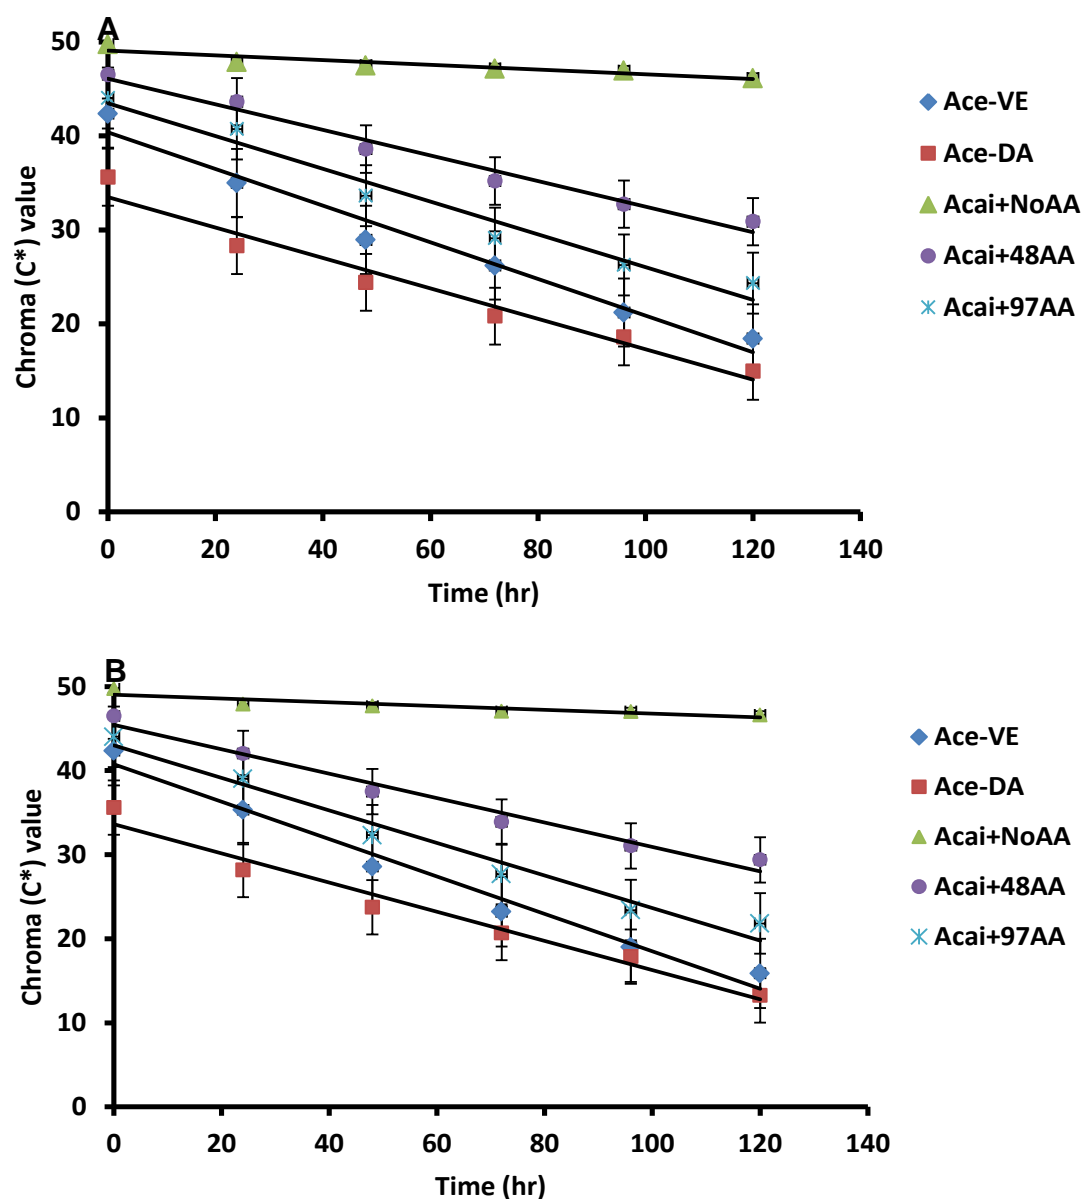 A
50
40
30
20
10
0
Chroma (C*) value
0 20 40 60 80 100 120 140
Time (hr)
Ace-VE
Ace-DA
Acai+NoAA
Acai+48AA
Acai+97AA
B
50
40
30
20
10
0
Chroma (C*) value
0 20 40 60 80 100 120 140
Time (hr)
Ace-VE
Ace-DA
Acai+NoAA
Acai+48AA
Acai+97AA